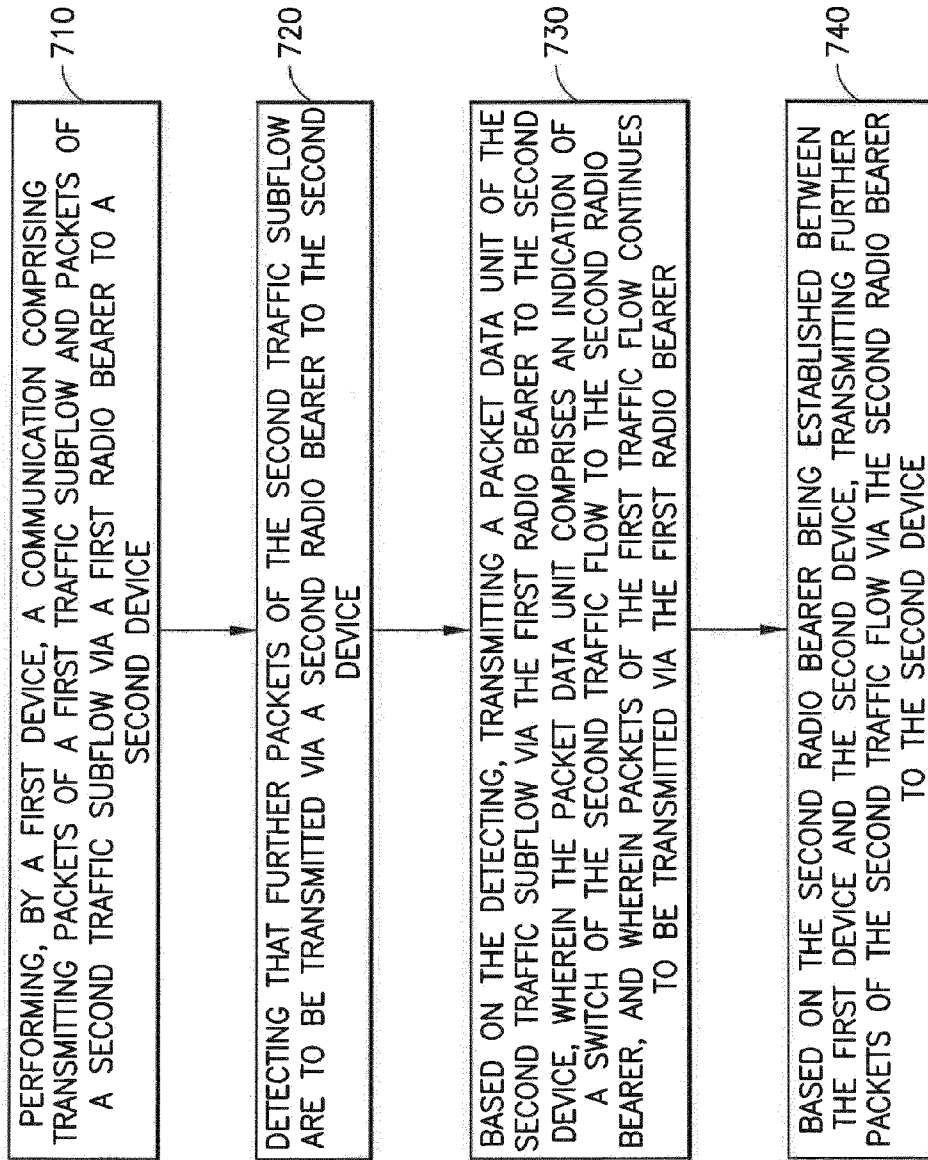 PERFORMING, BY A FIRST DEVICE, A COMMUNICATION COMPRISING
TRANSMITTING PACKETS OF A FIRST TRAFFIC SUBFLOW AND PACKETS OF
A SECOND TRAFFIC SUBFLOW VIA A FIRST RADIO BEARER TO A
SECOND DEVICE
710
DETECTING THAT FURTHER PACKETS OF THE SECOND TRAFFIC SUBFLOW
ARE TO BE TRANSMITTED VIA A SECOND RADIO BEARER TO THE SECOND
DEVICE
720
BASED ON THE DETECTING, TRANSMITTING A PACKET DATA UNIT OF THE
SECOND TRAFFIC SUBFLOW VIA THE FIRST RADIO BEARER TO THE SECOND
DEVICE, WHEREIN THE PACKET DATA UNIT COMPRISES AN INDICATION OF
A SWITCH OF THE SECOND TRAFFIC FLOW TO THE SECOND RADIO
BEARER, AND WHEREIN PACKETS OF THE FIRST TRAFFIC FLOW CONTINUES
TO BE TRANSMITTED VIA THE FIRST RADIO BEARER
730
BASED ON THE SECOND RADIO BEARER BEING ESTABLISHED BETWEEN
THE FIRST DEVICE AND THE SECOND DEVICE, TRANSMITTING FURTHER
PACKETS OF THE SECOND TRAFFIC FLOW VIA THE SECOND RADIO BEARER
TO THE SECOND DEVICE
740